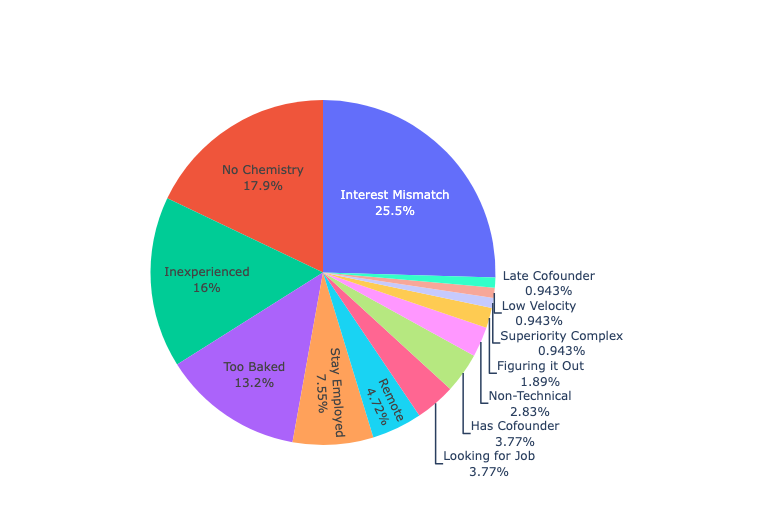 No Chemistry
17.9%
Interest Mismatch
25.5%
Inexperienced
16%
Late Cofounder
0.943%
Low Velocity
0.943%
Superiority Complex
0.943%
Too Baked
13.2%
Stay Employed
7.55%
Remote
4.72%
Figuring it Out
1.89%
Non-Technical
2.83%
Has Cofounder
3.77%
Looking for Job
3.77%